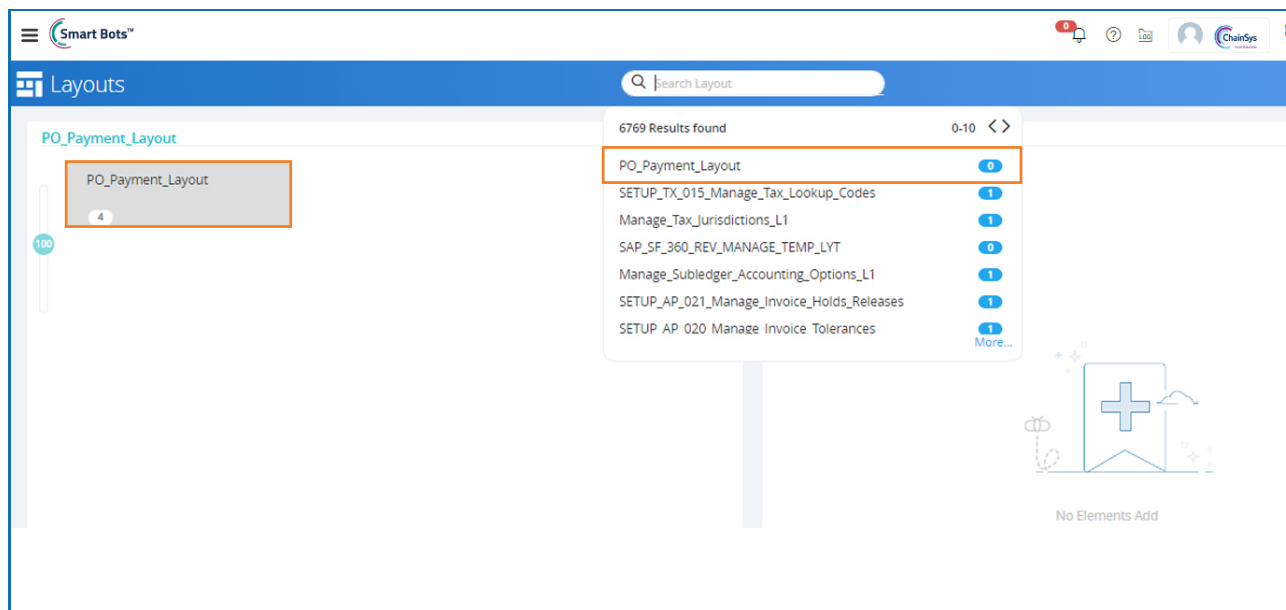 Smart Bots™
0
LOG
ChainSys
Layouts
Search Layout
PO_Payment_Layout
PO_Payment_Layout
4
100
6769 Results found
0-10
PO_Payment_Layout 0
SETUP_TX_015_Manage_Tax_Lookup_Codes 1
Manage_Tax_Jurisdictions_L1 1
SAP_SF_360_REV_MANAGE_TEMP_LYT 0
Manage_Subledger_Accounting_Options_L1 1
SETUP_AP_021_Manage_Invoice_Holds_Releases 1
SETUP_AP_020_Manage_Invoice_Tolerances 1
More...
No Elements Add